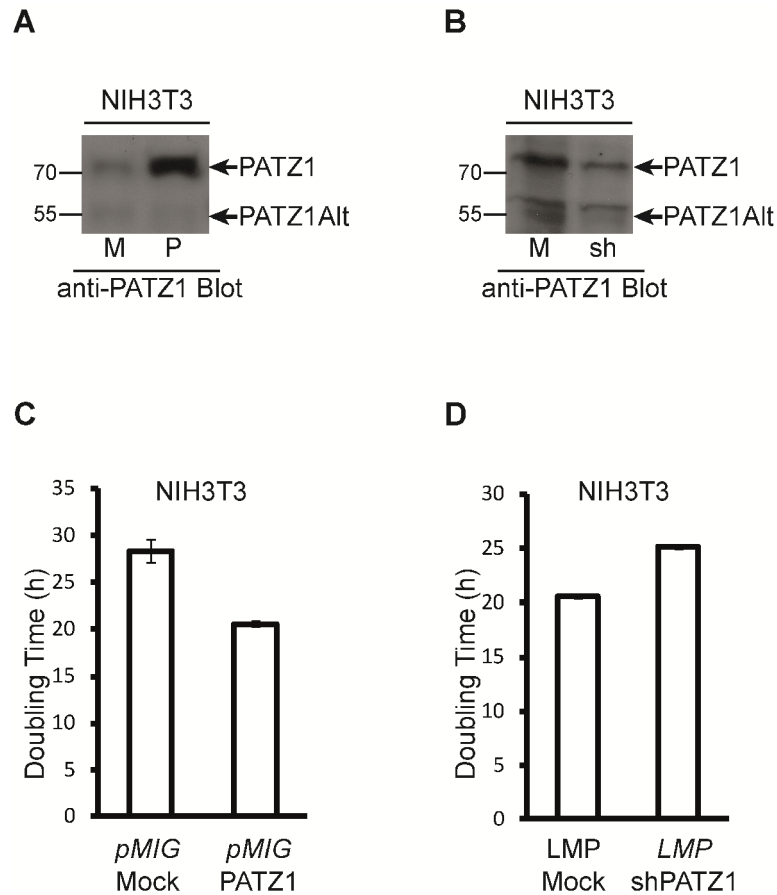 A
NIH3T3
70
PATZ1
55
PATZ1Alt
M P
anti-PATZ1 Blot
B
NIH3T3
70
PATZ1
55
PATZ1Alt
M sh
anti-PATZ1 Blot
C
NIH3T3
Doubling Time (h)
35
30
25
20
15
10
5
0
pMIG pMIG
Mock PATZ1
D
NIH3T3
Doubling Time (h)
30
25
20
15
10
5
0
LMP LMP
Mock shPATZ1